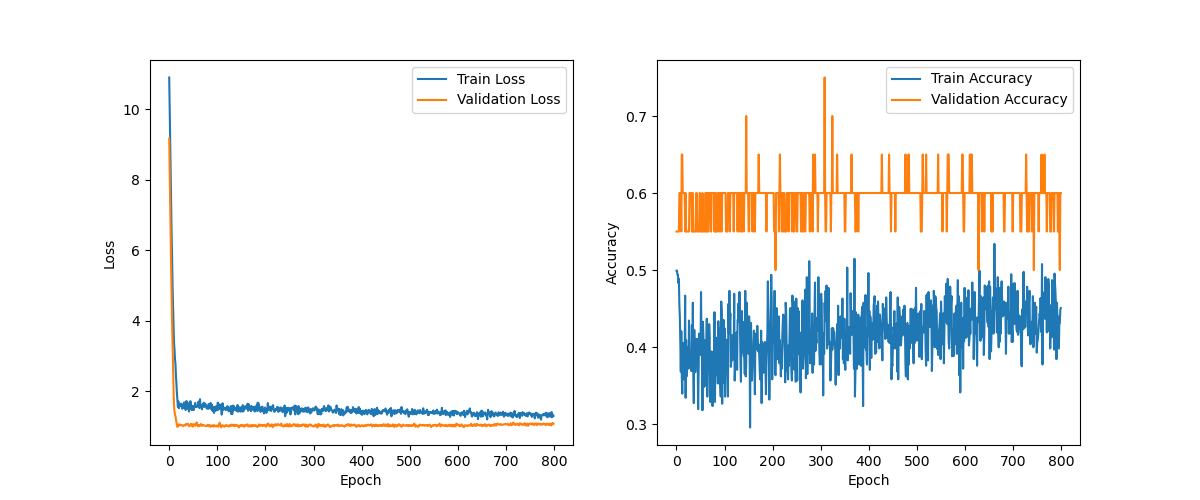 Train Loss
Validation Loss
10
8
6
4
2
Loss
0 100 200 300 400 500 600 700 800
Epoch
Train Accuracy
Validation Accuracy
0.7
0.6
0.5
0.4
0.3
Accuracy
0 100 200 300 400 500 600 700 800
Epoch